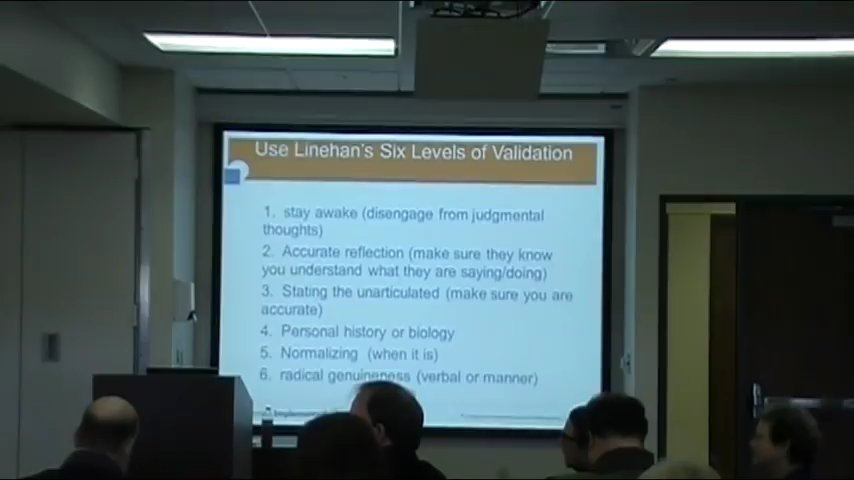 Use Linehan's Six Levels of Validation
1. stay awake (disengage from judgmental
thoughts)
2. Accurate reflection (make sure they know
you understand what they are saying/doing)
3. Stating the unarticulated (make sure you are
accurate)
4. Personal history or biology
5. Normalizing (when it is)
6. radical genuineness (verbal or manner)